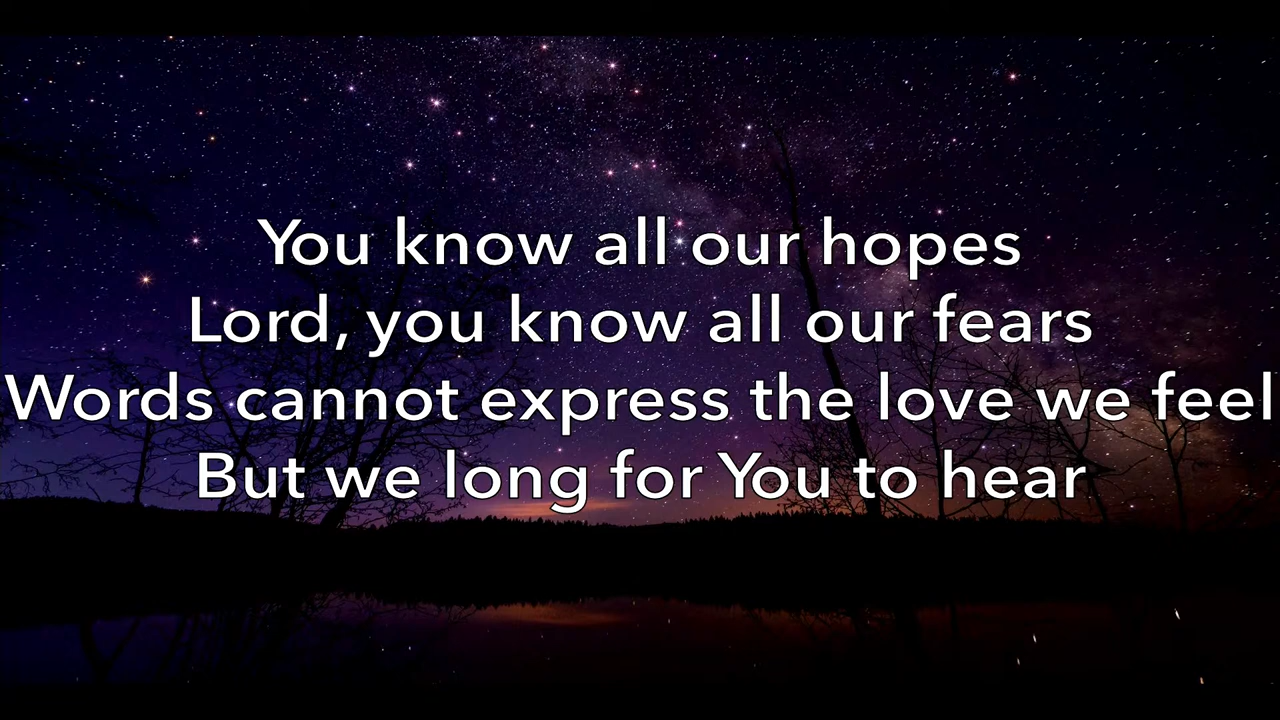 You know all our hopes
Lord, you know all our fears
Words cannot express the love we feel
But we long for You to hear